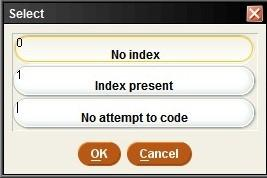 Select
0
No index
1
Index present
|
No attempt to code
OK
Cancel